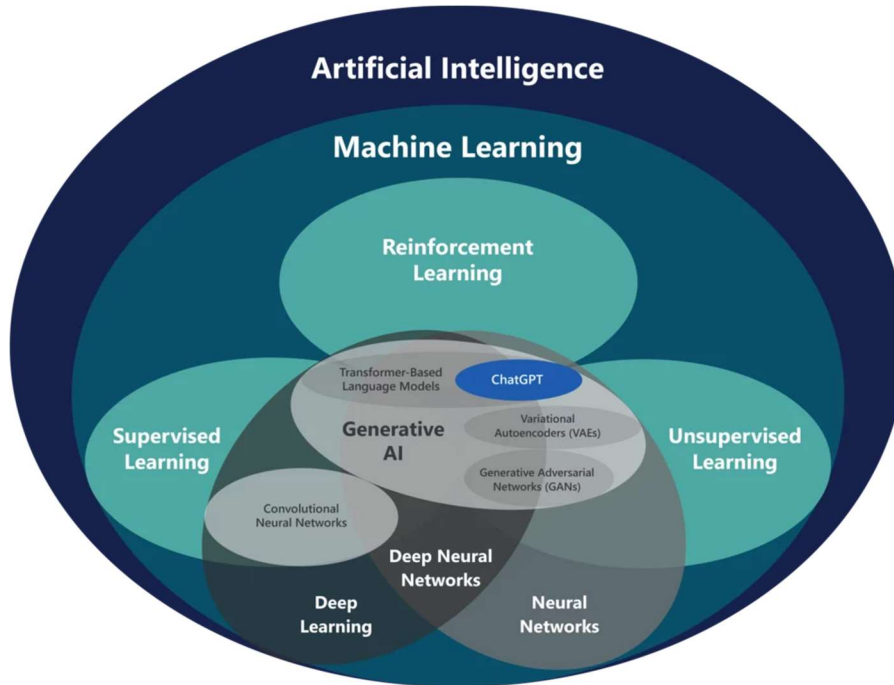 Artificial Intelligence
Machine Learning
Reinforcement
Learning
Transformer-Based
Language Models
ChatGPT
Supervised
Learning
Generative
AI
Variational
Autoencoders (VAEs)
Unsupervised
Learning
Generative Adversarial
Networks (GANs)
Convolutional
Neural Networks
Deep Neural
Networks
Deep
Learning
Neural
Networks